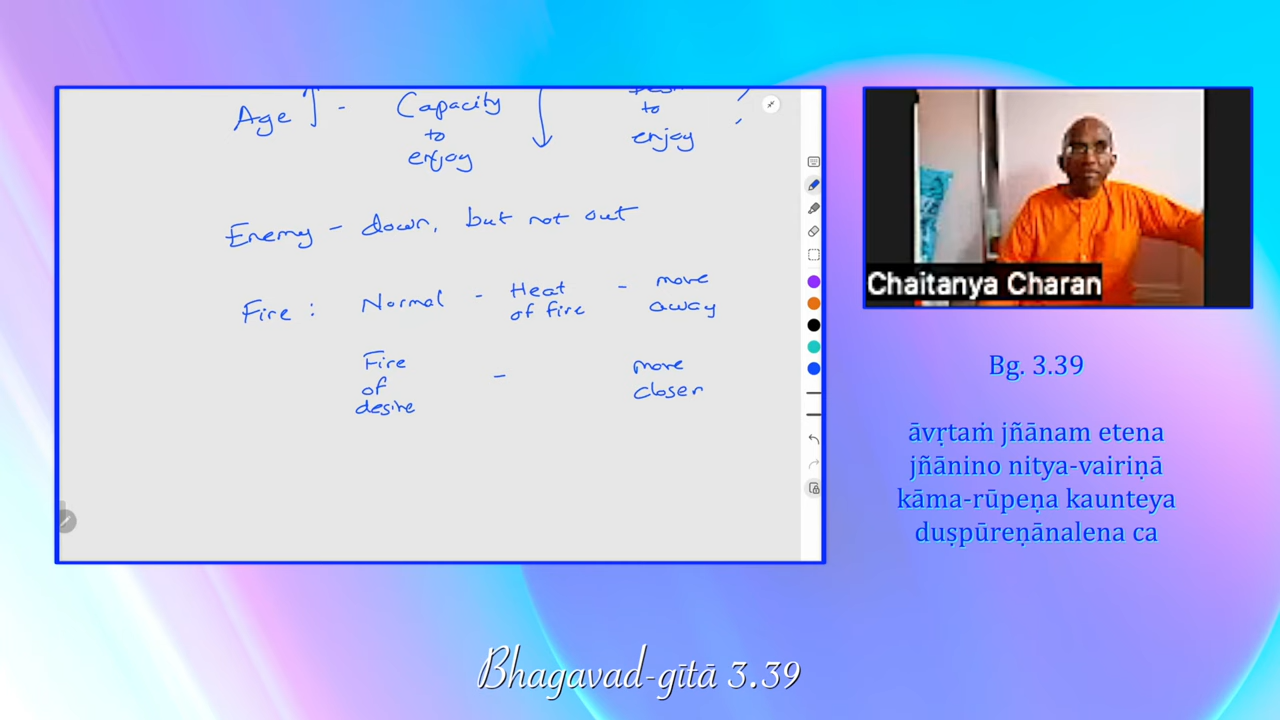 Age ↑ - Capacity to enjoy ↓ to enjoy
Enemy - down, but not out
Fire : Normal - Heat of fire - move away
Fire of desire - move closer
Chaitanya Charan
Bg. 3.39
āvṛtaṁ jñānam etena
jñānino nitya-vairiṇā
kāma-rūpeṇa kaunteya
duṣpūreṇānalena ca
Bhagavad-gītā 3.39